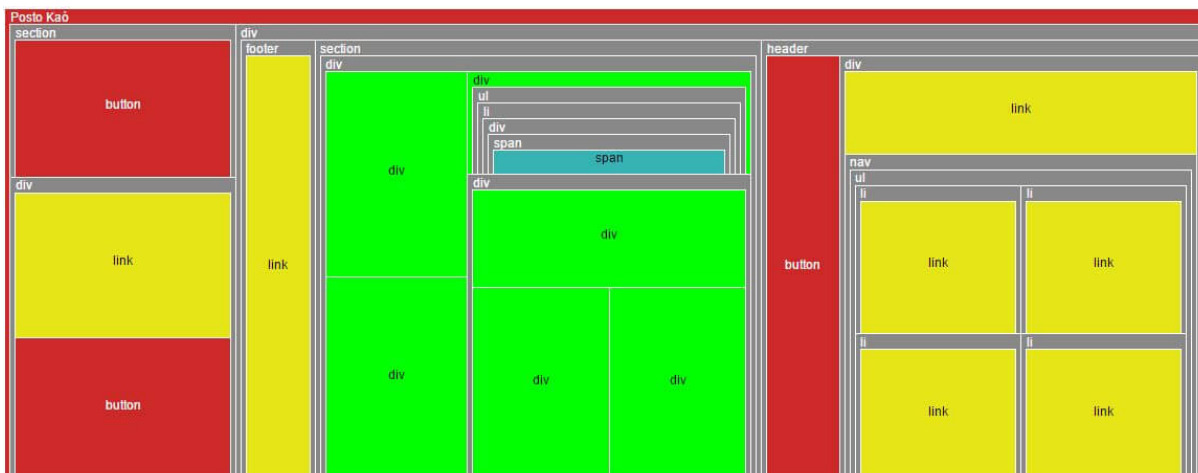 Posto Kaó
section
button
div
link
button
div
footer
link
section
div
div
div
div
ul
li
div
span
span
div
div
div
div
header
button
div
link
nav
ul
li
link
li
link
li
link
li
link